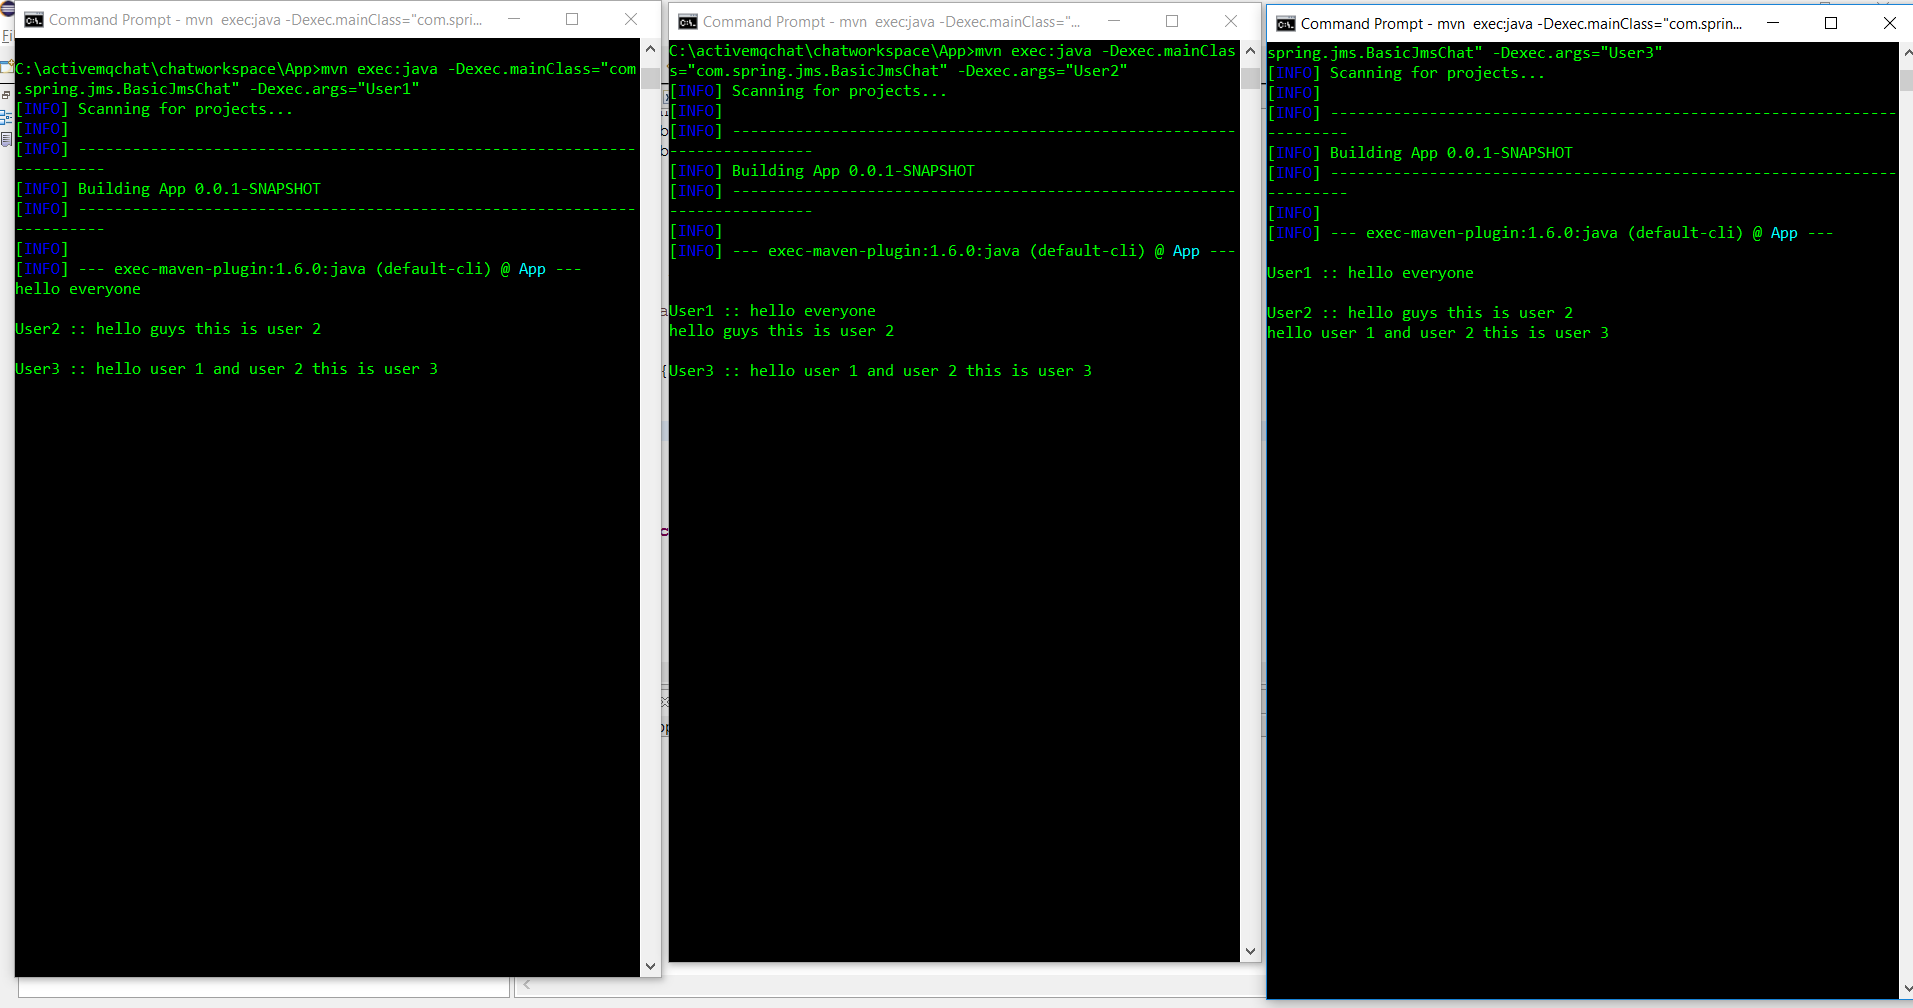 Command Prompt - mvn  exec:java -Dexec.mainClass="com.spri...
C:\activemqchat\chatworkspace\App>mvn exec:java -Dexec.mainClass="com
.spring.jms.BasicJmsChat" -Dexec.args="User1"
[INFO] Scanning for projects...
[INFO]
[INFO] --------------------------------------------------------------
----------
[INFO] Building App 0.0.1-SNAPSHOT
[INFO] --------------------------------------------------------------
----------
[INFO]
[INFO] --- exec-maven-plugin:1.6.0:java (default-cli) @ App ---
hello everyone
User2 :: hello guys this is user 2
User3 :: hello user 1 and user 2 this is user 3
Command Prompt - mvn  exec:java -Dexec.mainClass="...
C:\activemqchat\chatworkspace\App>mvn exec:java -Dexec.mainClas
s="com.spring.jms.BasicJmsChat" -Dexec.args="User2"
[INFO] Scanning for projects...
[INFO]
[INFO] --------------------------------------------------------
----------------
[INFO] Building App 0.0.1-SNAPSHOT
[INFO] --------------------------------------------------------
----------------
[INFO]
[INFO] --- exec-maven-plugin:1.6.0:java (default-cli) @ App ---
User1 :: hello everyone
hello guys this is user 2
User3 :: hello user 1 and user 2 this is user 3
Command Prompt - mvn  exec:java -Dexec.mainClass="com.sprin...
spring.jms.BasicJmsChat" -Dexec.args="User3"
[INFO] Scanning for projects...
[INFO]
[INFO] ---------------------------------------------------------------
---------
[INFO] Building App 0.0.1-SNAPSHOT
[INFO] ---------------------------------------------------------------
---------
[INFO]
[INFO] --- exec-maven-plugin:1.6.0:java (default-cli) @ App ---
User1 :: hello everyone
User2 :: hello guys this is user 2
hello user 1 and user 2 this is user 3